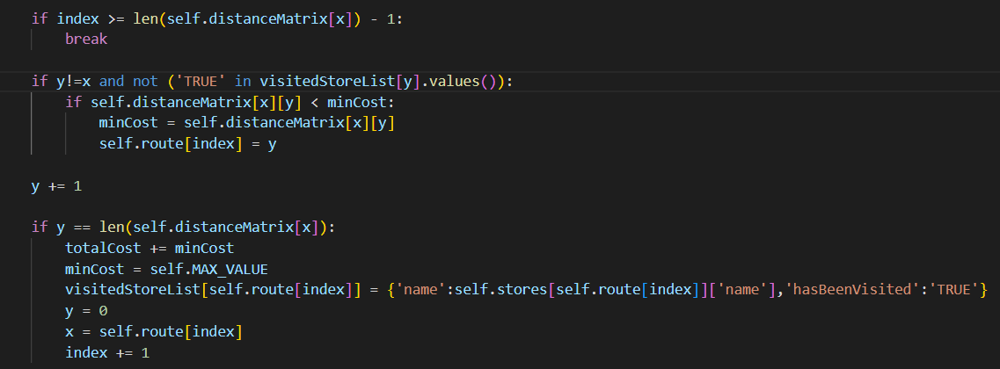 if index >= len(self.distanceMatrix[x]) - 1:
break
if y!=x and not ('TRUE' in visitedStoreList[y].values()):
if self.distanceMatrix[x][y] < minCost:
minCost = self.distanceMatrix[x][y]
self.route[index] = y
y += 1
if y == len(self.distanceMatrix[x]):
totalCost += minCost
minCost = self.MAX_VALUE
visitedStoreList[self.route[index]] = {'name':self.stores[self.route[index]]['name'],'hasBeenVisited':'TRUE'}
y = 0
x = self.route[index]
index += 1